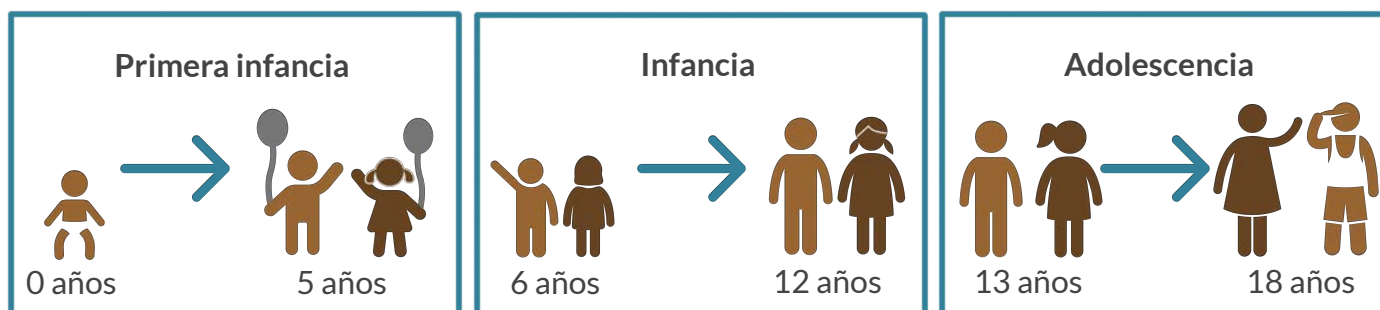 Primera infancia
0 años
5 años
Infancia
6 años
12 años
Adolescencia
13 años
18 años